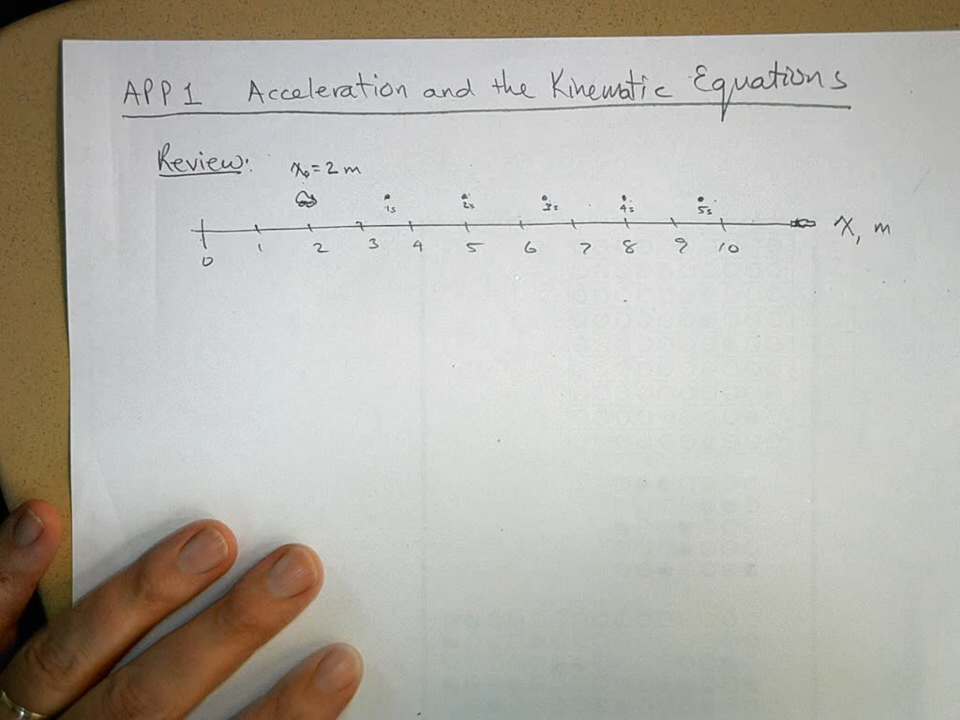 APP 1 Acceleration and the Kinematic Equations
Review: x₀ = 2 m
1s 2s 3s 4s 5s
x, m
0 1 2 3 4 5 6 7 8 9 10